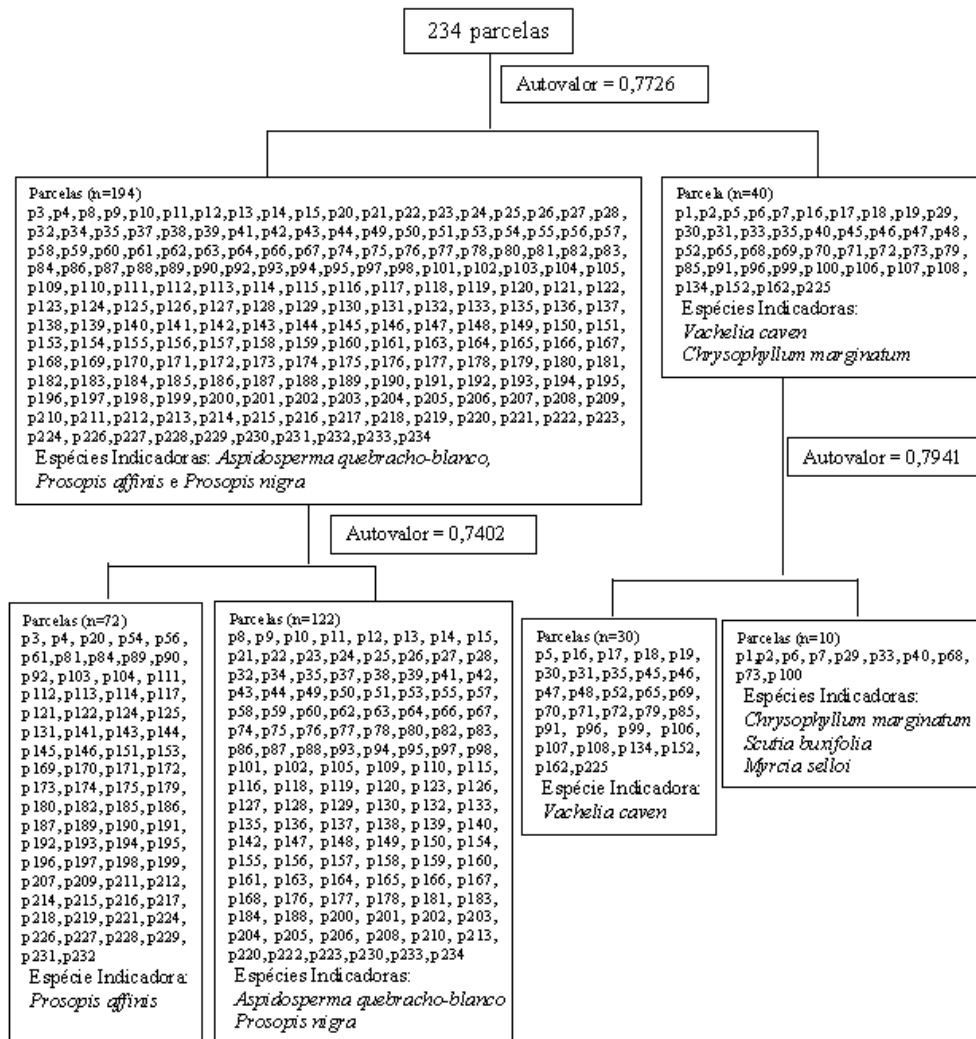 234 parcelas
Autovalor = 0,7726
Parcelas (n=194)
p3 ,p4 ,p8 ,p9 ,p10 ,p11 ,p12 ,p13 ,p14 ,p15 ,p20 ,p21 ,p22 ,p23 ,p24 ,p25 ,p26 ,p27 ,p28 ,
p32 ,p34 ,p35 ,p37 ,p38 ,p39 ,p41 ,p42 ,p43 ,p44 ,p49 ,p50 ,p51 ,p53 ,p54 ,p55 ,p56 ,p57 ,
p58 ,p59 ,p60 ,p61 ,p62 ,p63 ,p64 ,p66 ,p67 ,p74 ,p75 ,p76 ,p77 ,p78 ,p80 ,p81 ,p82 ,p83 ,
p84 ,p86 ,p87 ,p88 ,p89 ,p90 ,p92 ,p93 ,p94 ,p95 ,p97 ,p98 ,p101 ,p102 ,p103 ,p104 ,p105 ,
p109 ,p110 ,p111 ,p112 ,p113 ,p114 ,p115 ,p116 ,p117 ,p118 ,p119 ,p120 ,p121 ,p122 ,
p123 ,p124 ,p125 ,p126 ,p127 ,p128 ,p129 ,p130 ,p131 ,p132 ,p133 ,p135 ,p136 ,p137 ,
p138 ,p139 ,p140 ,p141 ,p142 ,p143 ,p144 ,p145 ,p146 ,p147 ,p148 ,p149 ,p150 ,p151 ,
p153 ,p154 ,p155 ,p156 ,p157 ,p158 ,p159 ,p160 ,p161 ,p163 ,p164 ,p165 ,p166 ,p167 ,
p168 ,p169 ,p170 ,p171 ,p172 ,p173 ,p174 ,p175 ,p176 ,p177 ,p178 ,p179 ,p180 ,p181 ,
p182 ,p183 ,p184 ,p185 ,p186 ,p187 ,p188 ,p189 ,p190 ,p191 ,p192 ,p193 ,p194 ,p195 ,
p196 ,p197 ,p198 ,p199 ,p200 ,p201 ,p202 ,p203 ,p204 ,p205 ,p206 ,p207 ,p208 ,p209 ,
p210 ,p211 ,p212 ,p213 ,p214 ,p215 ,p216 ,p217 ,p218 ,p219 ,p220 ,p221 ,p222 ,p223 ,
p224 , p226 ,p227 ,p228 ,p229 ,p230 ,p231 ,p232 ,p233 ,p234
Espécies Indicadoras: Aspidosperma quebracho-blanco,
Prosopis affinis e Prosopis nigra
Parcela (n=40)
p1 ,p2 ,p5 ,p6 ,p7 ,p16 ,p17 ,p18 ,p19 ,p29 ,
p30 ,p31 ,p33 ,p35 ,p40 ,p45 ,p46 ,p47 ,p48 ,
p52 ,p65 ,p68 ,p69 ,p70 ,p71 ,p72 ,p73 ,p79 ,
p85 ,p91 ,p96 ,p99 , p100 ,p106 ,p107 ,p108 ,
p134 ,p152 ,p162 ,p225
Espécies Indicadoras:
Vachelia caven
Chrysophyllum marginatum
Autovalor = 0,7941
Autovalor = 0,7402
Parcelas (n=72)
p3 , p4 , p20 , p54 , p56 ,
p61 ,p81 ,p84 ,p89 ,p90 ,
p92 , p103 , p104 , p111 ,
p112 ,p113 ,p114 ,p117 ,
p121 ,p122 ,p124 ,p125 ,
p131 ,p141 ,p143 ,p144 ,
p145 ,p146 ,p151 ,p153 ,
p169 ,p170 ,p171 ,p172 ,
p173 ,p174 ,p175 ,p179 ,
p180 ,p182 ,p185 ,p186 ,
p187 ,p189 ,p190 ,p191 ,
p192 ,p193 ,p194 ,p195 ,
p196 ,p197 ,p198 ,p199 ,
p207 ,p209 ,p211 ,p212 ,
p214 ,p215 ,p216 ,p217 ,
p218 ,p219 ,p221 ,p224 ,
p226 ,p227 ,p228 ,p229 ,
p231 ,p232
Espécie Indicadora:
Prosopis affinis
Parcelas (n=122)
p8 , p9 , p10 , p11 , p12 , p13 , p14 , p15 ,
p21 , p22 , p23 , p24 , p25 , p26 , p27 , p28 ,
p32 , p34 , p35 , p37 , p38 , p39 , p41 , p42 ,
p43 , p44 , p49 , p50 , p51 , p53 , p55 , p57 ,
p58 , p59 , p60 , p62 , p63 , p64 , p66 , p67 ,
p74 , p75 , p76 , p77 , p78 , p80 , p82 , p83 ,
p86 , p87 , p88 , p93 , p94 , p95 , p97 , p98 ,
p101 , p102 , p105 , p109 , p110 , p115 ,
p116 , p118 , p119 , p120 , p123 , p126 ,
p127 , p128 , p129 , p130 , p132 , p133 ,
p135 , p136 , p137 , p138 , p139 , p140 ,
p142 , p147 , p148 , p149 , p150 , p154 ,
p155 , p156 , p157 , p158 , p159 , p160 ,
p161 , p163 , p164 , p165 , p166 , p167 ,
p168 , p176 , p177 , p178 , p181 , p183 ,
p184 , p188 , p200 , p201 , p202 , p203 ,
p204 , p205 , p206 , p208 , p210 , p213 ,
p220 ,p222 ,p223 ,p230 ,p233 ,p234
Espécies Indicadoras:
Aspidosperma quebracho-blanco
Prosopis nigra
Parcelas (n=30)
p5 , p16 , p17 , p18 , p19 ,
p30 , p31 , p35 , p45 , p46 ,
p47 , p48 , p52 , p65 , p69 ,
p70 , p71 , p72 , p79 , p85 ,
p91 , p96 , p99 , p106 ,
p107 ,p108 ,p134 ,p152 ,
p162 ,p225
Espécie Indicadora:
Vachelia caven
Parcelas (n=10)
p1 ,p2 ,p6 ,p7 ,p29 ,p33 ,p40 ,p68 ,
p73 ,p100
Espécies Indicadoras:
Chrysophyllum marginatum
Scutia buxifolia
Myrcia selloi